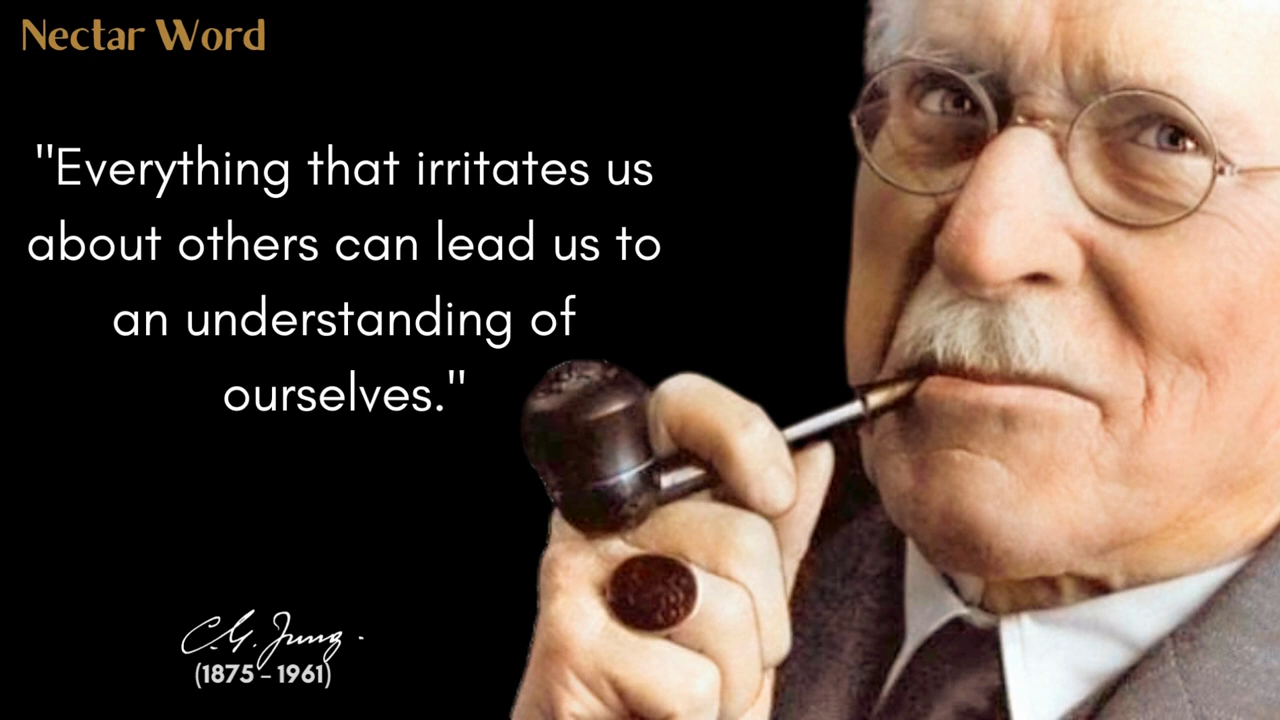 Nectar Word
"Everything that irritates us
about others can lead us to
an understanding of
ourselves."
C. G. Jung.
(1875 – 1961)